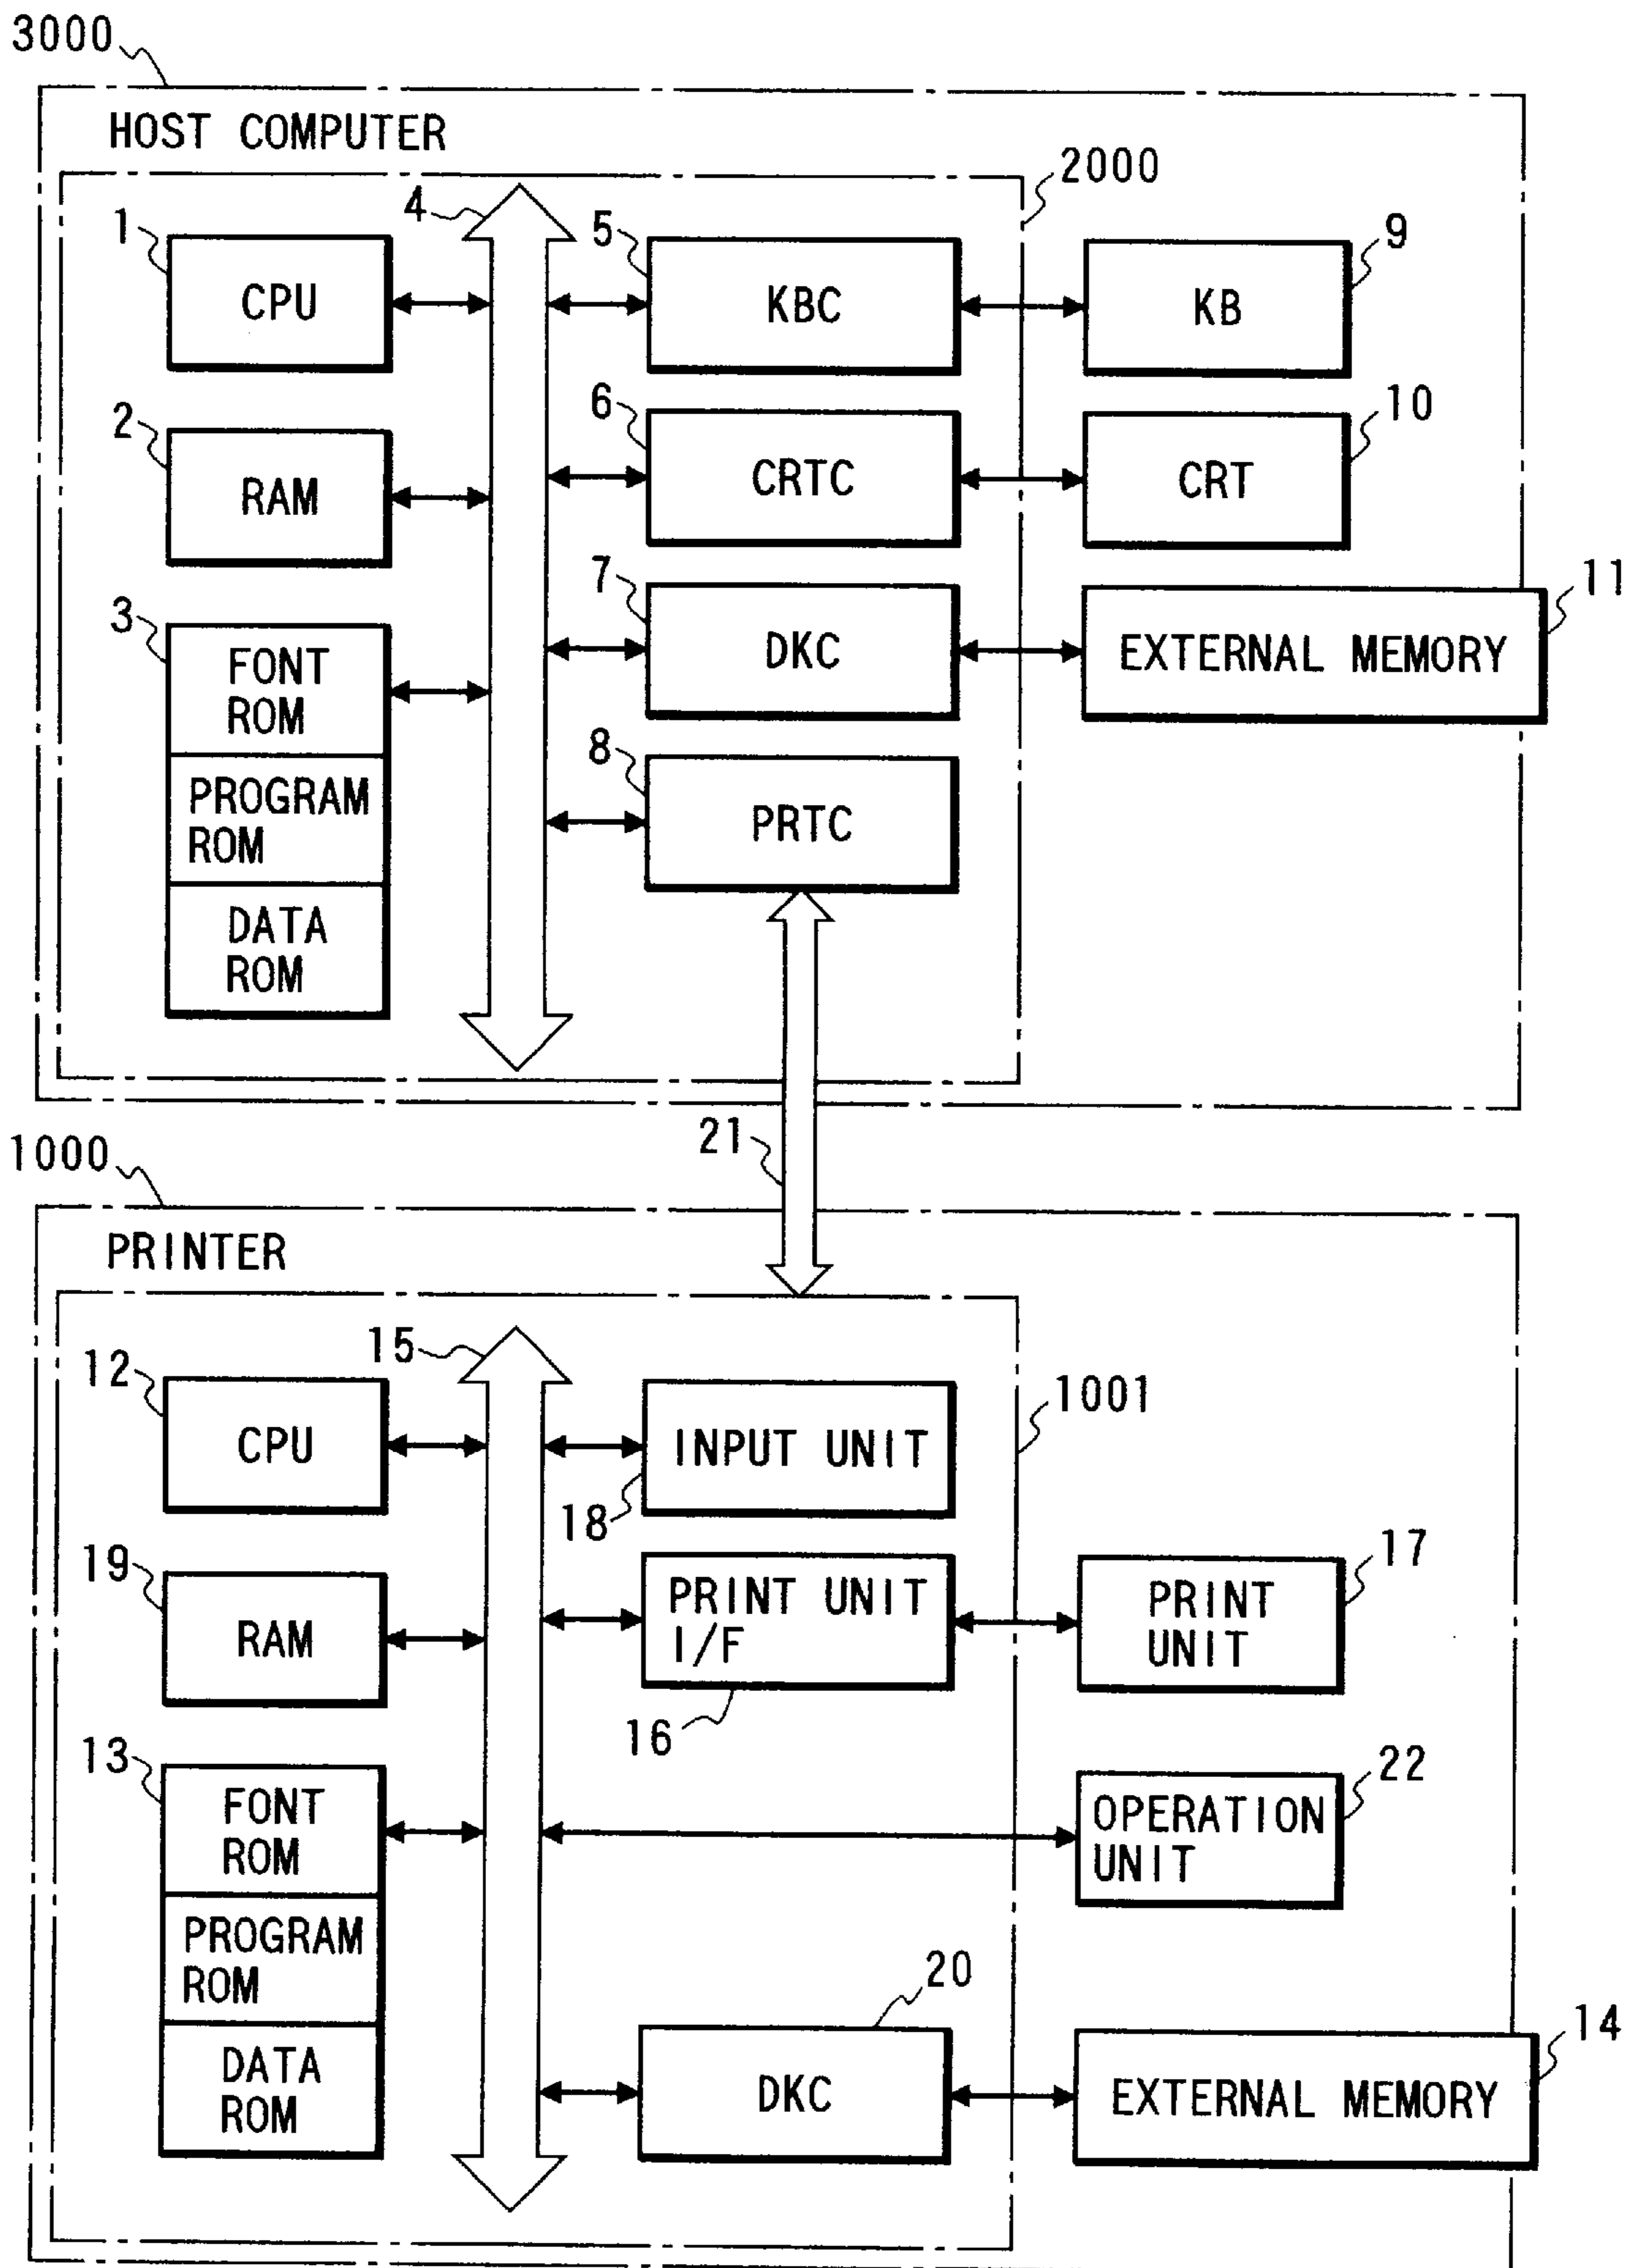 3000
HOST COMPUTER
2000
4
1
CPU
5
KBC
9
KB
2
RAM
6
CRTC
10
CRT
3
FONT
ROM
PROGRAM
ROM
DATA
ROM
7
DKC
11
EXTERNAL MEMORY
8
PRTC
21
1000
PRINTER
15
1001
12
CPU
INPUT UNIT
18
19
RAM
PRINT UNIT
I/F
16
17
PRINT
UNIT
13
FONT
ROM
PROGRAM
ROM
DATA
ROM
22
OPERATION
UNIT
20
DKC
14
EXTERNAL MEMORY